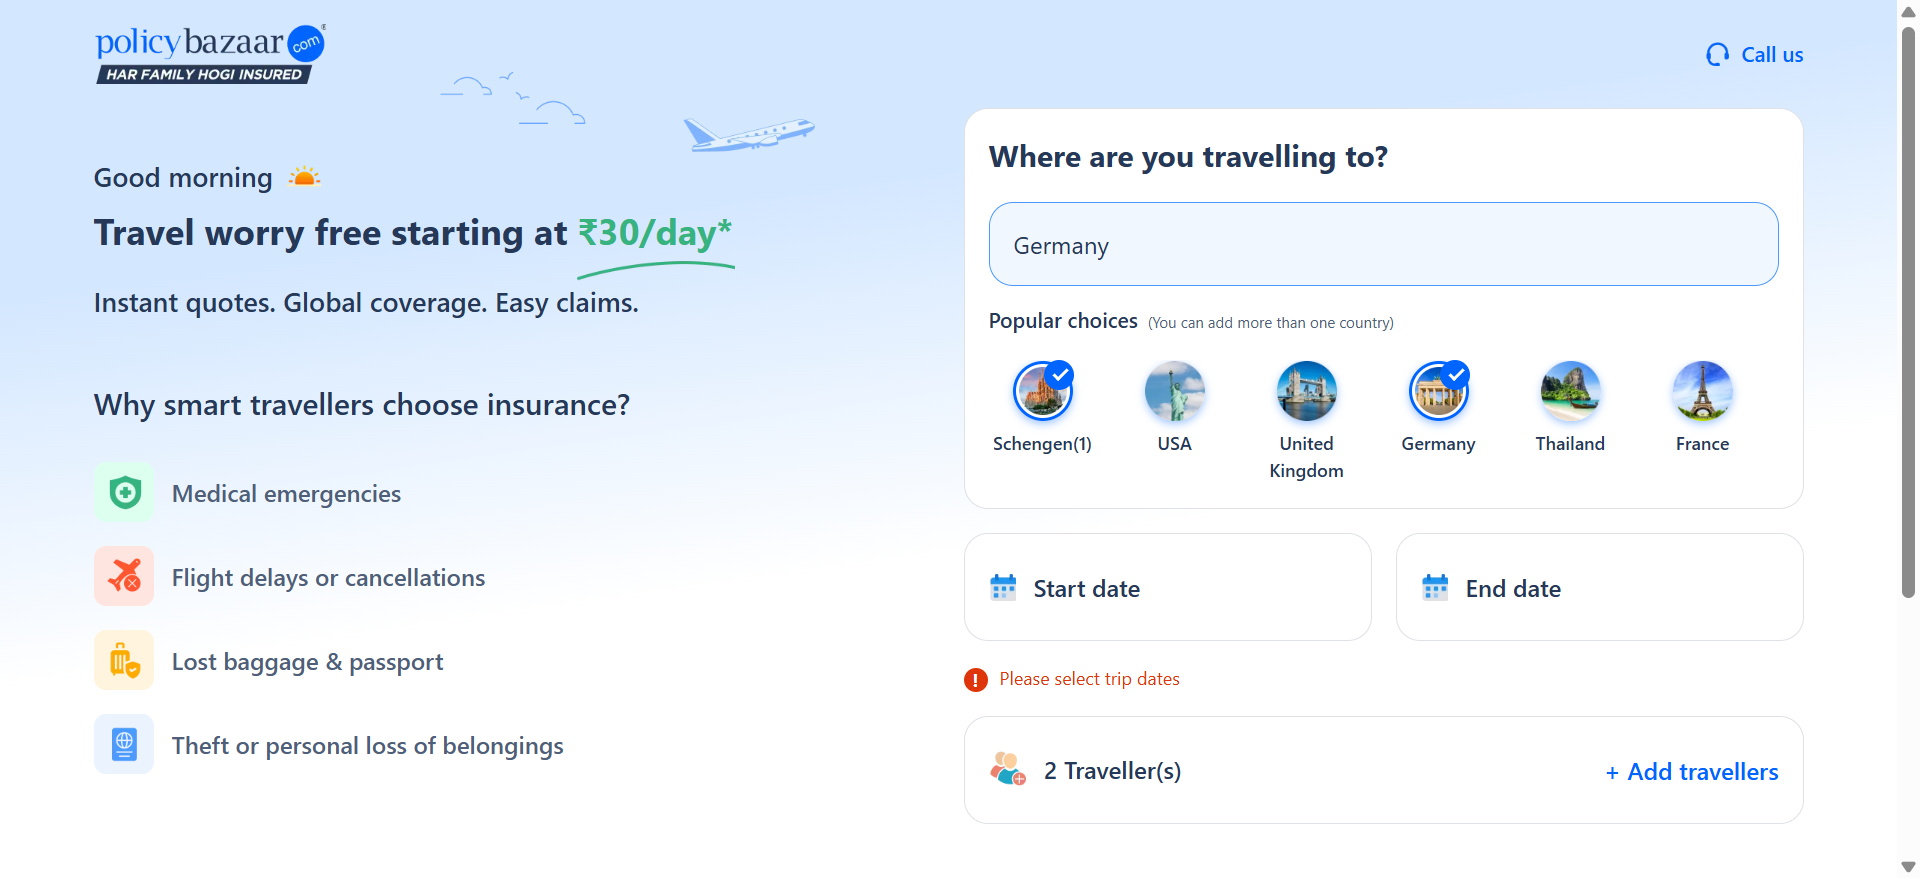 policybazaar com
HAR FAMILY HOGI INSURED
Call us
Good morning
Travel worry free starting at ₹30/day*
Instant quotes. Global coverage. Easy claims.
Why smart travellers choose insurance?
Medical emergencies
Flight delays or cancellations
Lost baggage & passport
Theft or personal loss of belongings
Where are you travelling to?
Germany
Popular choices (You can add more than one country)
Schengen(1)
USA
United
Kingdom
Germany
Thailand
France
Start date
End date
Please select trip dates
2 Traveller(s)
+ Add travellers